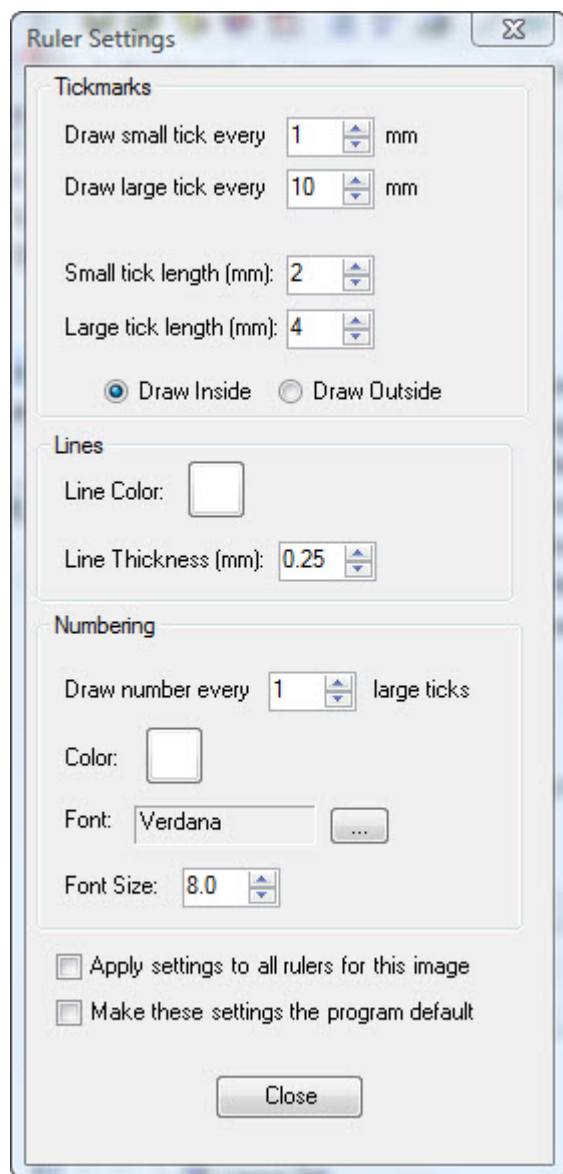 Ruler Settings
Tickmarks
Draw small tick every 1 mm
Draw large tick every 10 mm
Small tick length (mm): 2
Large tick length (mm): 4
Draw Inside Draw Outside
Lines
Line Color:
Line Thickness (mm): 0.25
Numbering
Draw number every 1 large ticks
Color:
Font: Verdana ...
Font Size: 8.0
Apply settings to all rulers for this image
Make these settings the program default
Close